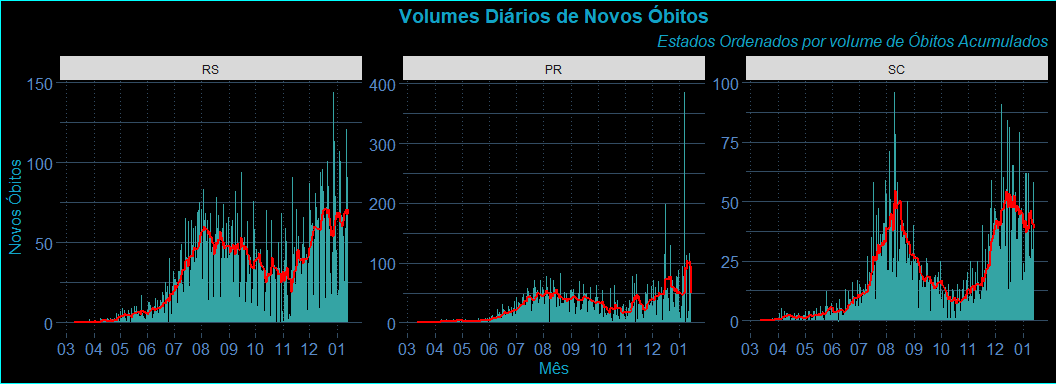 Volumes Diários de Novos Óbitos
Estados Ordenados por volume de Óbitos Acumulados
RS
PR
SC
Novos Óbitos
150
100
50
0
03 04 05 06 07 08 09 10 11 12 01
400
300
200
100
0
03 04 05 06 07 08 09 10 11 12 01
100
75
50
25
0
03 04 05 06 07 08 09 10 11 12 01
Mês